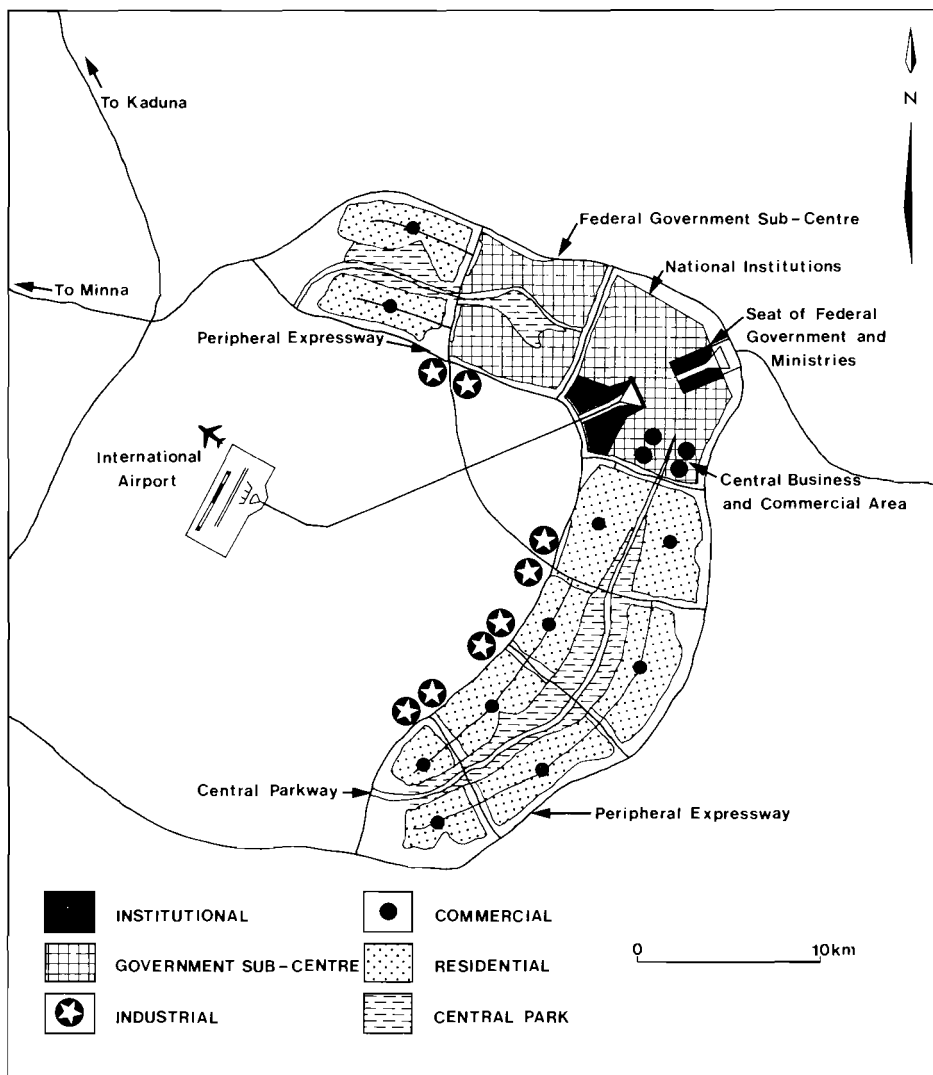 To Kaduna
N
Federal Government Sub-Centre
National Institutions
To Minna
Seat of Federal
Government and
Ministries
Peripheral Expressway
International
Airport
Central Business
and Commercial Area
Central Parkway
Peripheral Expressway
INSTITUTIONAL
COMMERCIAL
GOVERNMENT SUB-CENTRE
RESIDENTIAL
0 10km
INDUSTRIAL
CENTRAL PARK